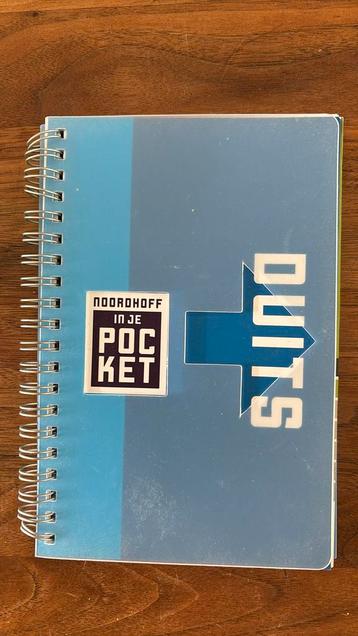 NOORDHOFF
IN JE
POC
KET
DUITS